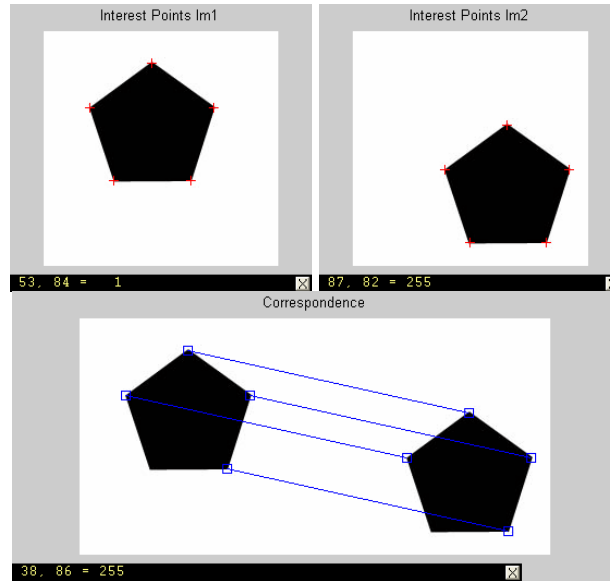 Interest Points Im1
Interest Points Im2
53, 84 = 1
87, 82 = 255
Correspondence
38, 86 = 255